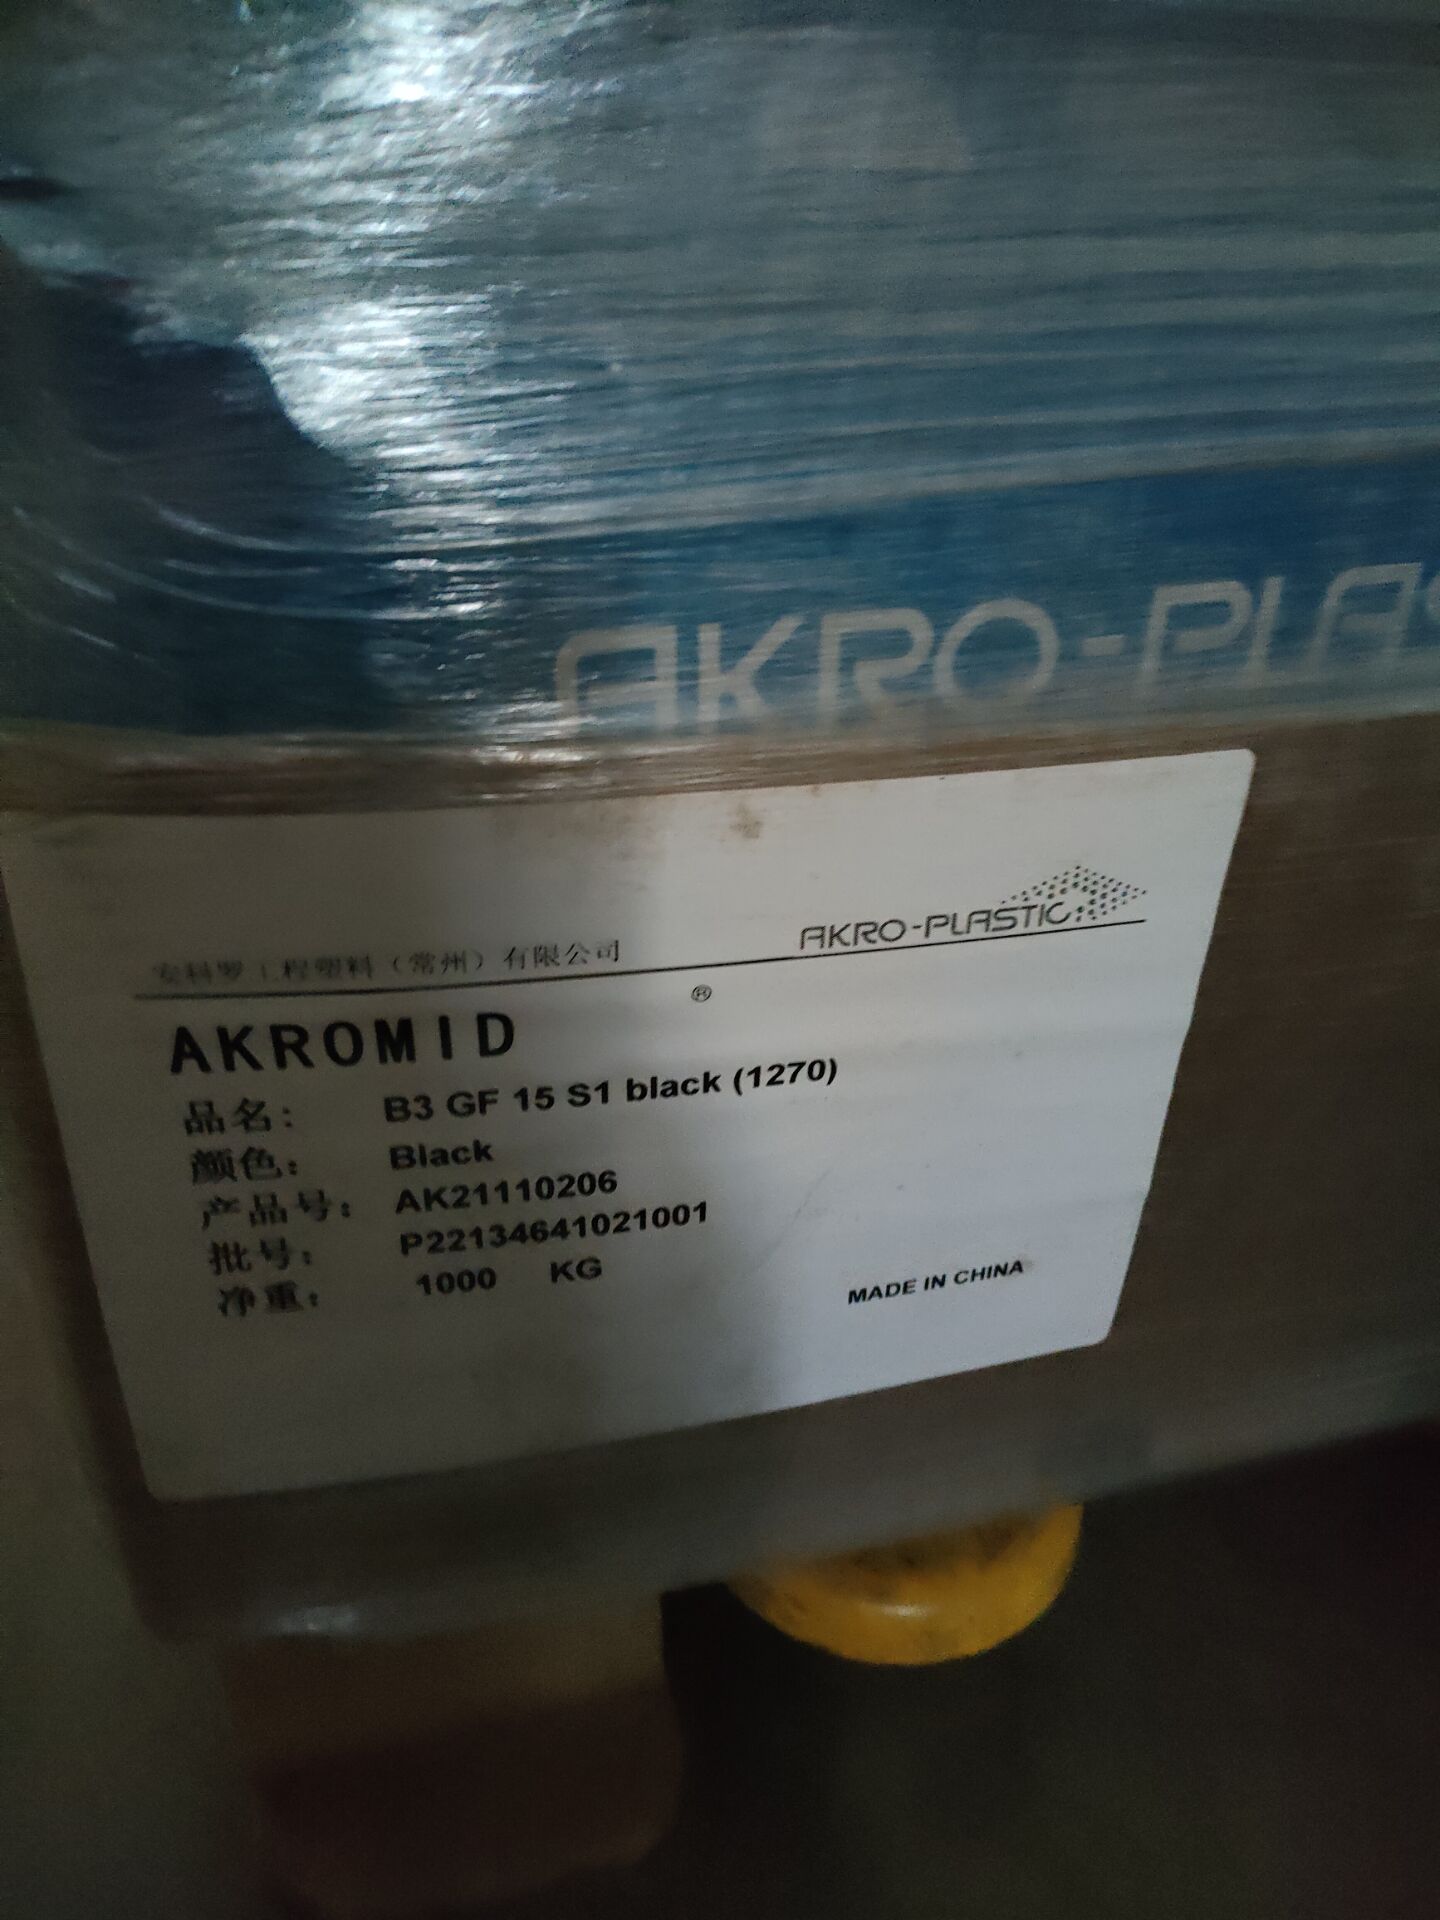 AKRO-PLAS
AKRO-PLASTIC
安科罗工程塑料（常州）有限公司
®
AKROMID
品名: B3 GF 15 S1 black (1270)
颜色: Black
产品号: AK21110206
批号: P22134641021001
净重: 1000 KG
MADE IN CHINA